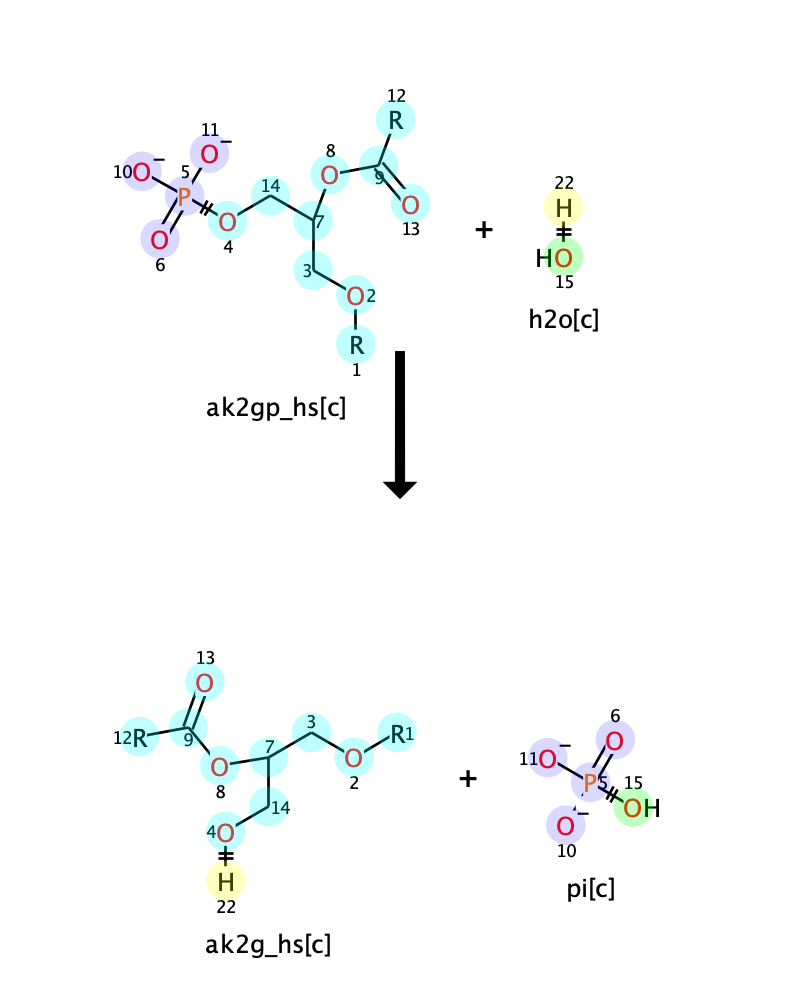 12
R
11
O−
8
10 O−
5
14
O
9
P
O
7
O
13
4
6
3
O 2
R
1
+
22
H
HO
15
h2o[c]
ak2gp_hs[c]
13
O
12 R
9
3
R 1
7
O
8
O
2
14
4 O
H
22
ak2g_hs[c]
+
6
O
11 O−
P 5
15
OH
O−
10
pi[c]